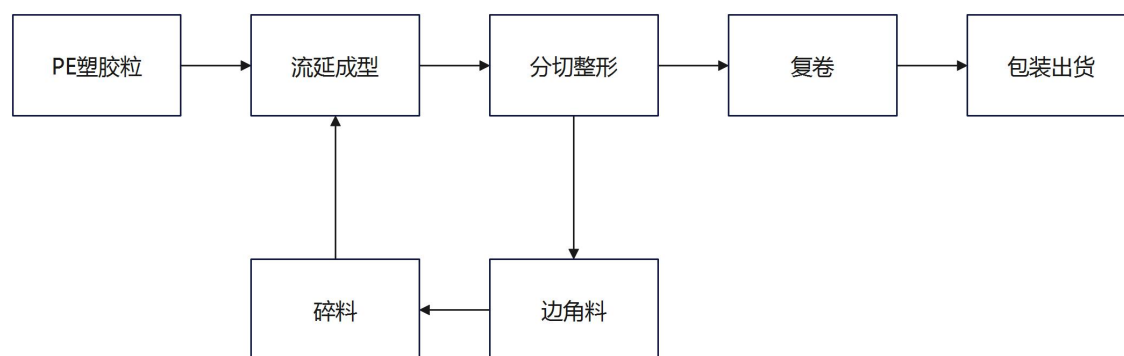 PE塑胶粒
流延成型
分切整形
复卷
包装出货
碎料
边角料